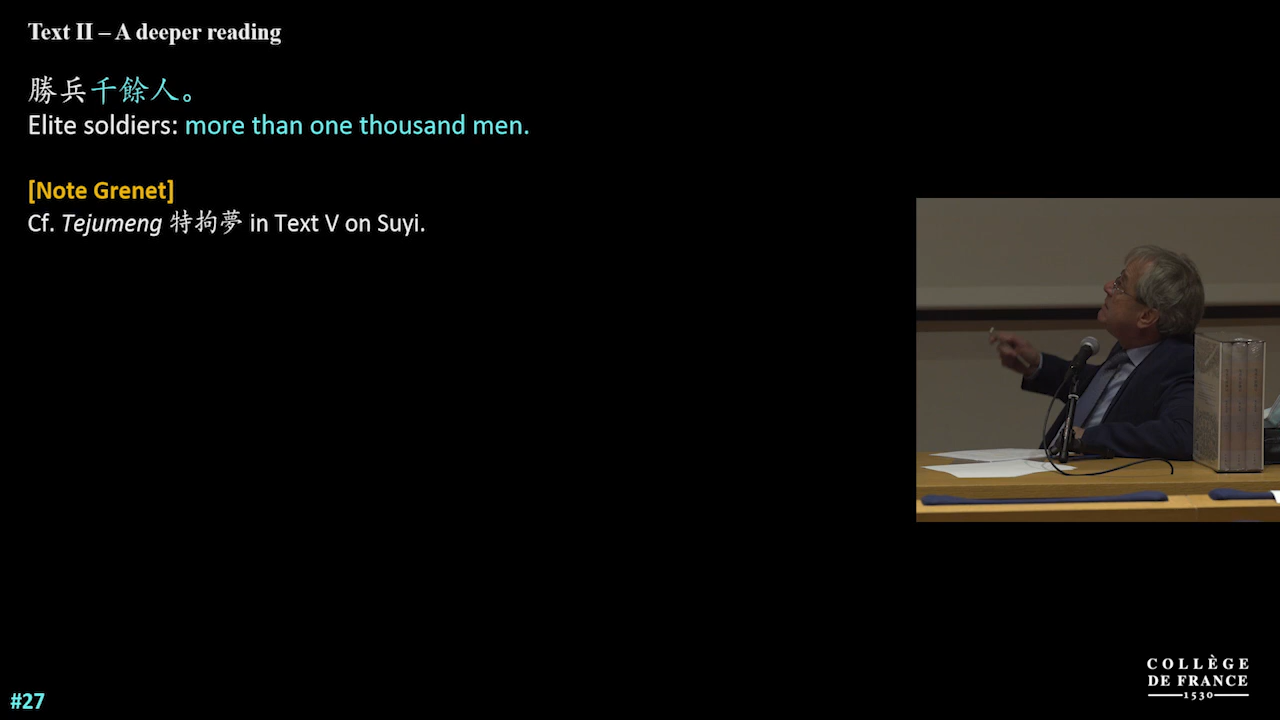 Text II – A deeper reading
勝兵千餘人。
Elite soldiers: more than one thousand men.
[Note Grenet]
Cf. Tejumeng 特拘夢 in Text V on Suyi.
COLLÈGE
DE FRANCE
1530
#27